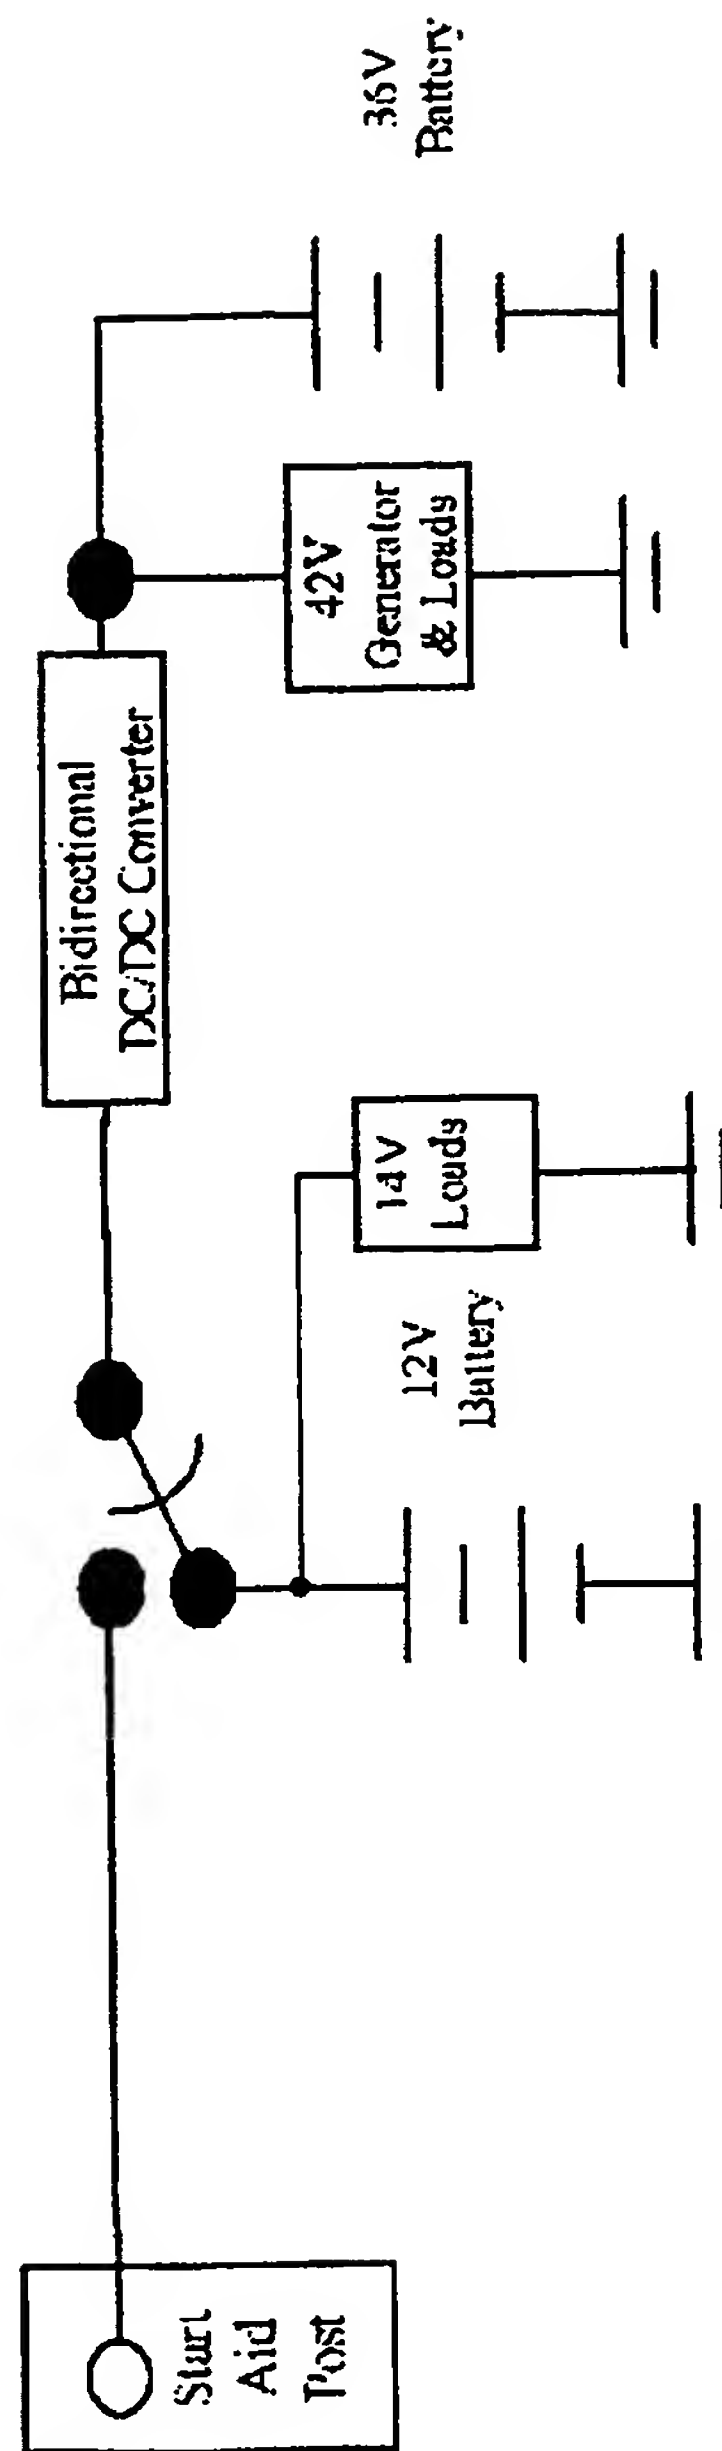 Start
Aid
Post
12V
Battery
14V
Loads
Bidirectional
DC/DC Converter
42V
Generator
& Loads
36V
Battery